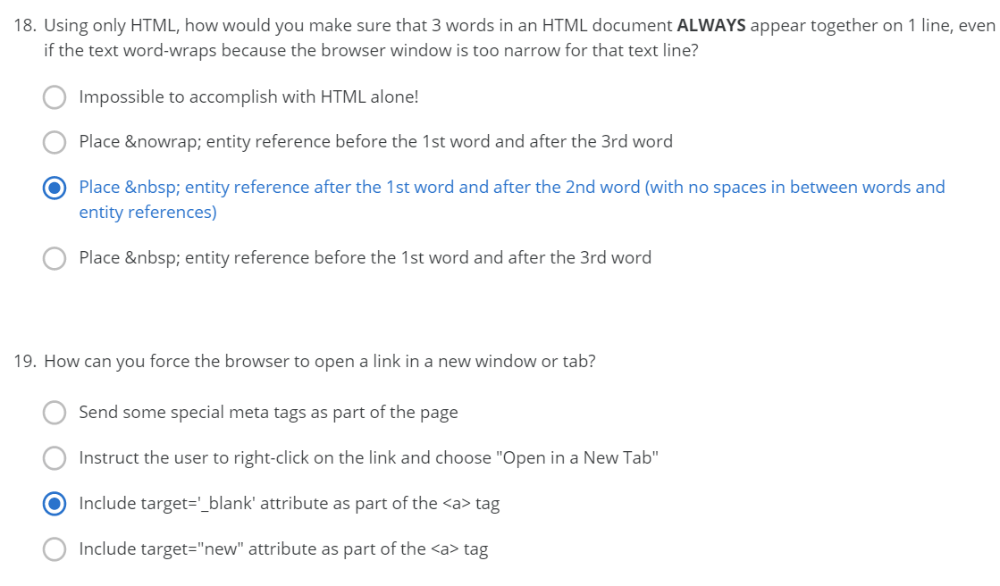 18. Using only HTML, how would you make sure that 3 words in an HTML document ALWAYS appear together on 1 line, even
if the text word-wraps because the browser window is too narrow for that text line?
Impossible to accomplish with HTML alone!
Place &nowrap; entity reference before the 1st word and after the 3rd word
Place &nbsp; entity reference after the 1st word and after the 2nd word (with no spaces in between words and
entity references)
Place &nbsp; entity reference before the 1st word and after the 3rd word
19. How can you force the browser to open a link in a new window or tab?
Send some special meta tags as part of the page
Instruct the user to right-click on the link and choose "Open in a New Tab"
Include target='_blank' attribute as part of the <a> tag
Include target="new" attribute as part of the <a> tag